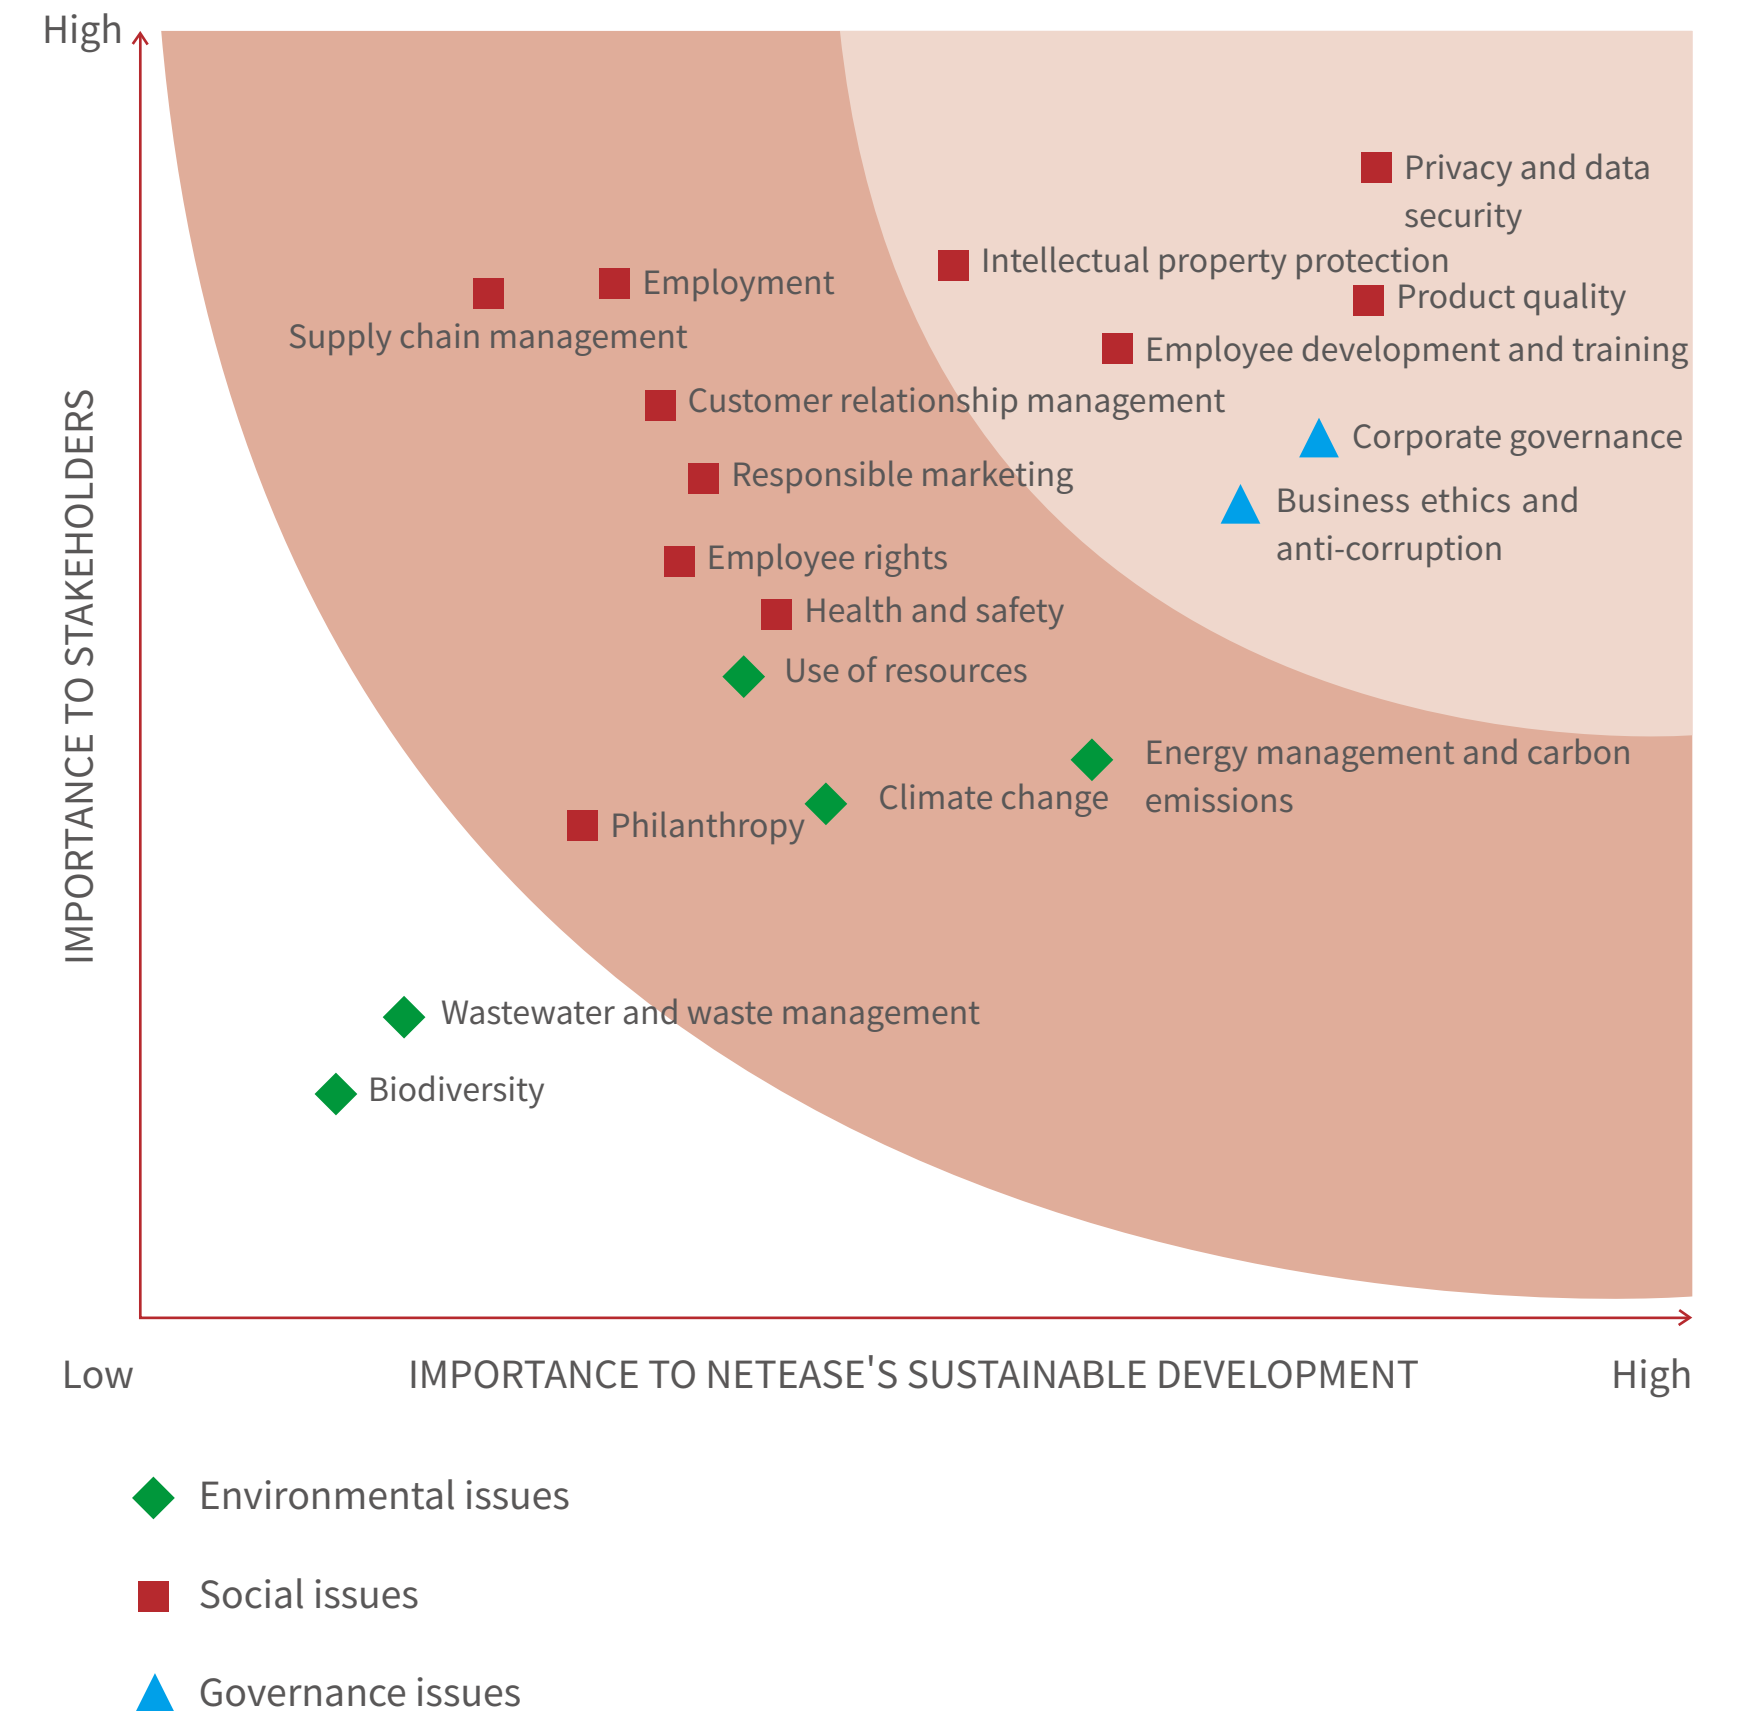 High
Privacy and data
security
Intellectual property protection
Employment
Product quality
Supply chain management
Employee development and training
Customer relationship management
Corporate governance
Responsible marketing
Business ethics and
anti-corruption
Employee rights
Health and safety
Use of resources
Energy management and carbon
emissions
Climate change
Philanthropy
IMPORTANCE TO STAKEHOLDERS
Wastewater and waste management
Biodiversity
Low
IMPORTANCE TO NETEASE'S SUSTAINABLE DEVELOPMENT
High
Environmental issues
Social issues
Governance issues